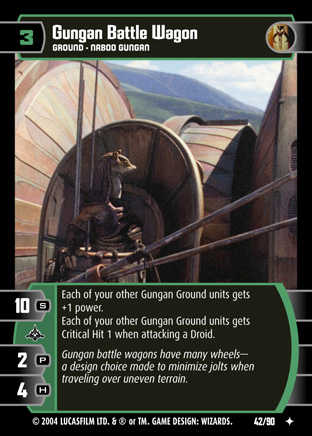 3 Gungan Battle Wagon
GROUND • NABOO GUNGAN
Each of your other Gungan Ground units gets
+1 power.
Each of your other Gungan Ground units gets
Critical Hit 1 when attacking a Droid.
Gungan battle wagons have many wheels—
a design choice made to minimize jolts when
traveling over uneven terrain.
10 S
2 P
4 H
© 2004 LUCASFILM LTD. & ® or TM. GAME DESIGN: WIZARDS. 42/90